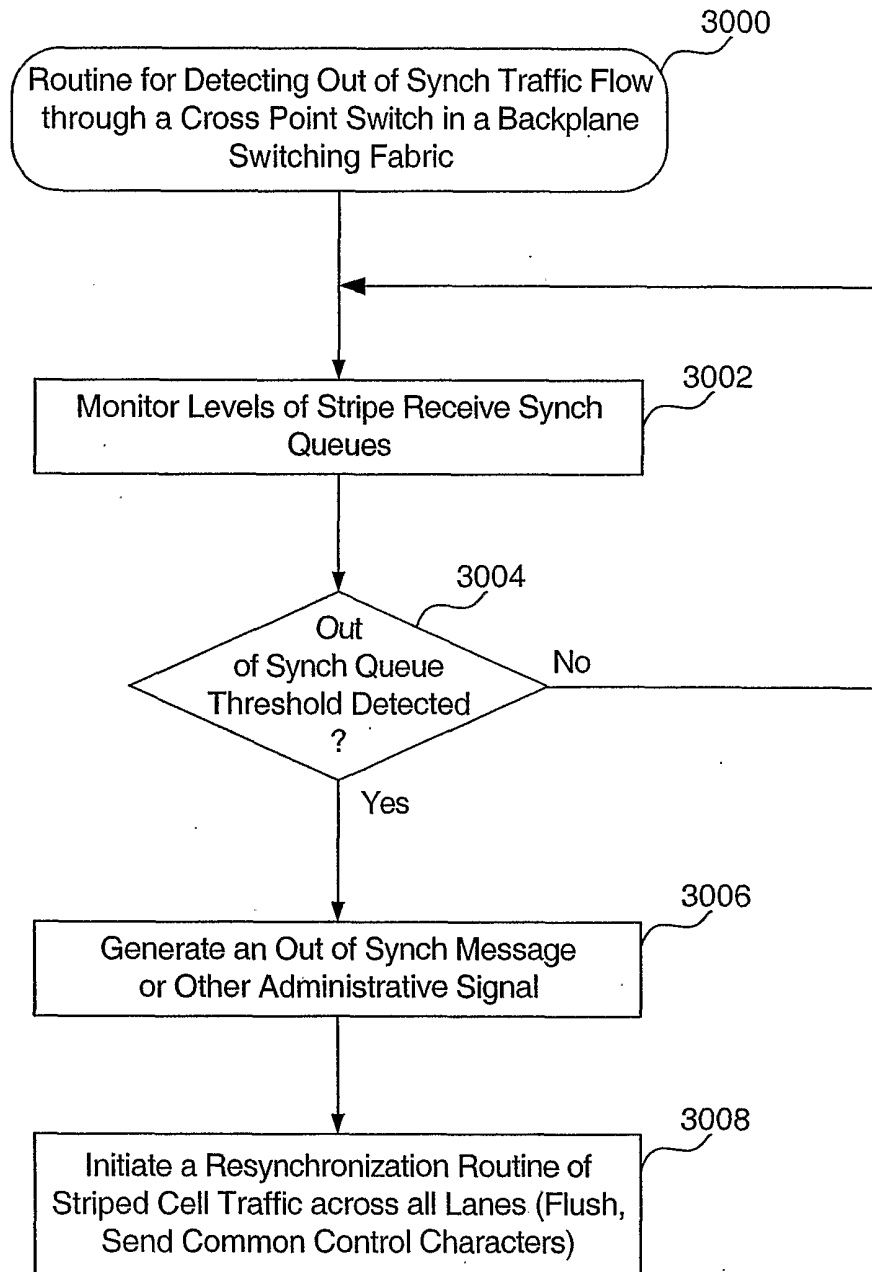 3000
Routine for Detecting Out of Synch Traffic Flow
through a Cross Point Switch in a Backplane
Switching Fabric
3002
Monitor Levels of Stripe Receive Synch
Queues
3004
Out
of Synch Queue
Threshold Detected
?
No
Yes
3006
Generate an Out of Synch Message
or Other Administrative Signal
3008
Initiate a Resynchronization Routine of
Striped Cell Traffic across all Lanes (Flush,
Send Common Control Characters)